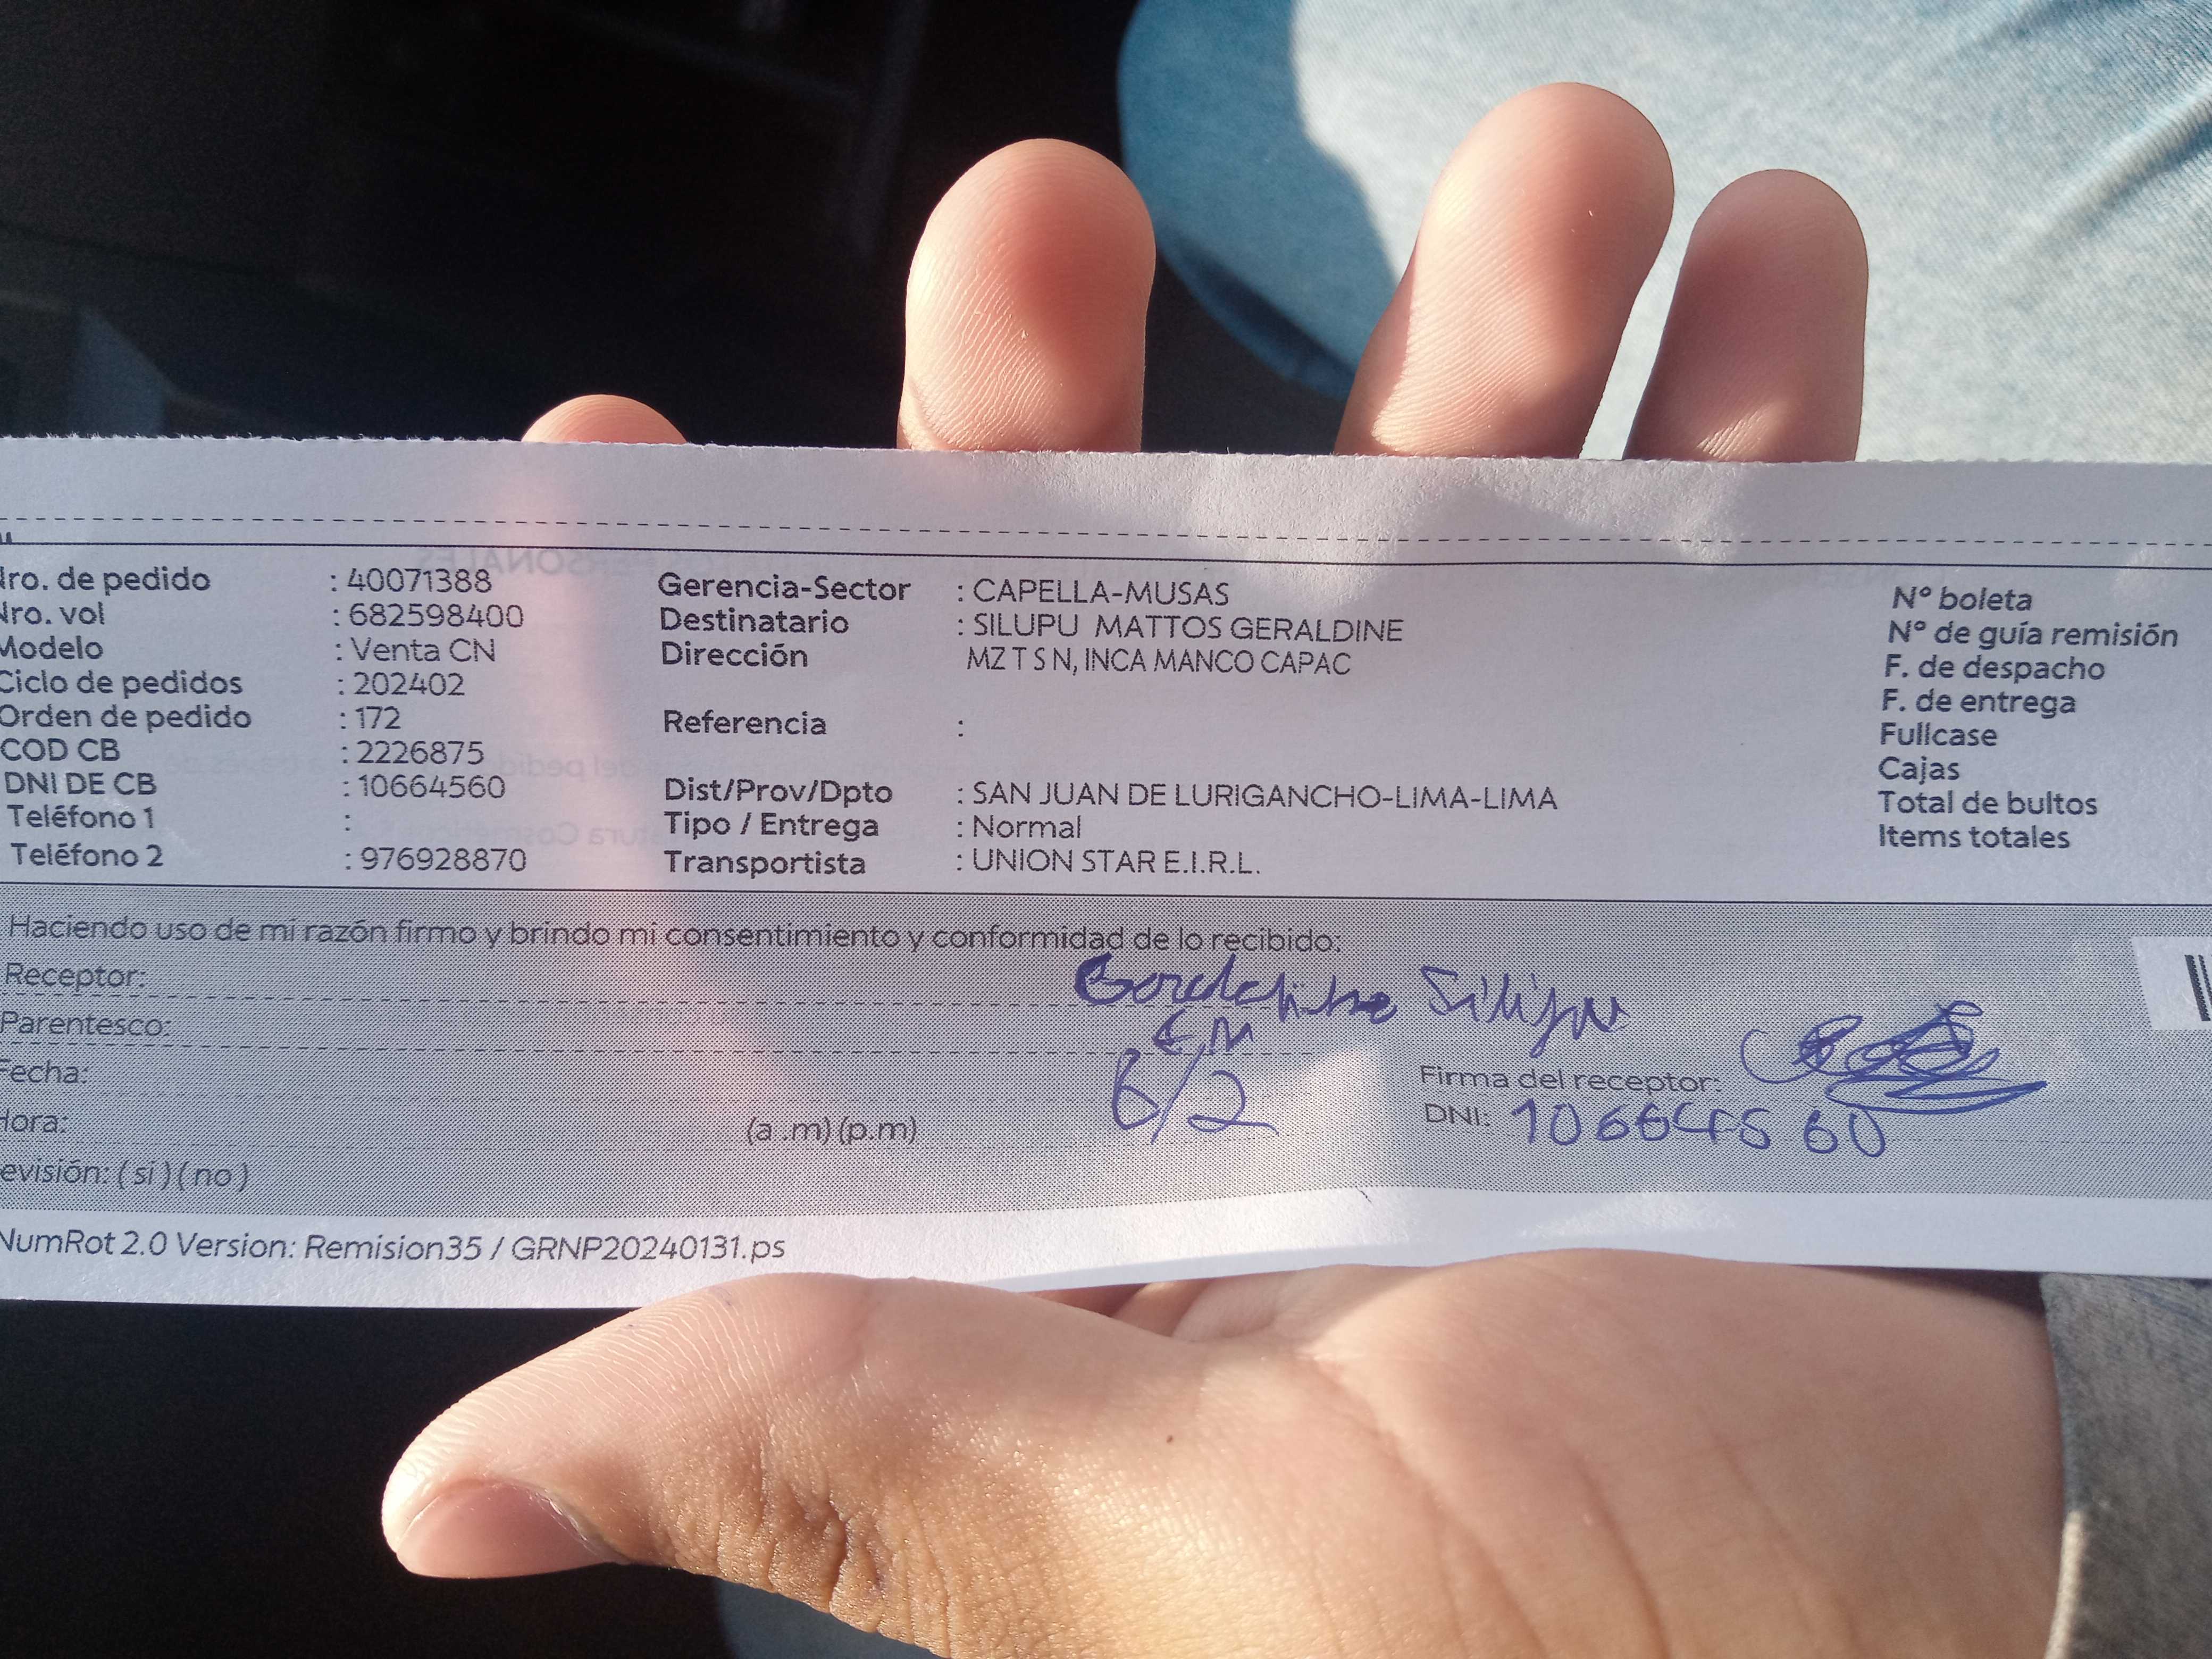 Nro. de pedido : 40071388
Nro. vol : 682598400
Modelo : Venta CN
Ciclo de pedidos : 202402
Orden de pedido : 172
COD CB : 2226875
DNI DE CB : 10664560
Teléfono 1 :
Teléfono 2 : 976928870
Gerencia-Sector : CAPELLA-MUSAS
Destinatario : SILUPU MATTOS GERALDINE
Dirección MZ T S N, INCA MANCO CAPAC
Referencia :
Dist/Prov/Dpto : SAN JUAN DE LURIGANCHO-LIMA-LIMA
Tipo / Entrega : Normal
Transportista : UNION STAR E.I.R.L.
N° boleta
N° de guía remisión
F. de despacho
F. de entrega
Fullcase
Cajas
Total de bultos
Items totales
Haciendo uso de mi razón firmo y brindo mi consentimiento y conformidad de lo recibido:
Receptor:
Parentesco:
Fecha: 6/2
Hora: (a .m) (p.m)
Firma del receptor:
DNI: 10664560
evisión: ( si ) ( no )
NumRot 2.0 Version: Remision35 / GRNP20240131.ps